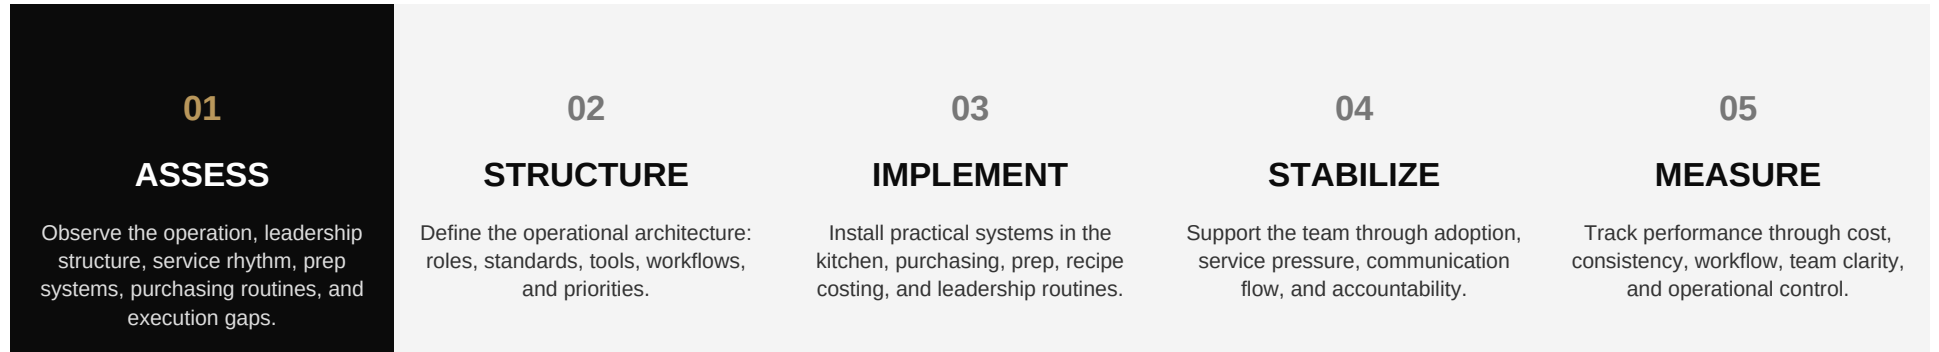 01
ASSESS
Observe the operation, leadership
structure, service rhythm, prep
systems, purchasing routines, and
execution gaps.
02
STRUCTURE
Define the operational architecture:
roles, standards, tools, workflows,
and priorities.
03
IMPLEMENT
Install practical systems in the
kitchen, purchasing, prep, recipe
costing, and leadership routines.
04
STABILIZE
Support the team through adoption,
service pressure, communication
flow, and accountability.
05
MEASURE
Track performance through cost,
consistency, workflow, team clarity,
and operational control.